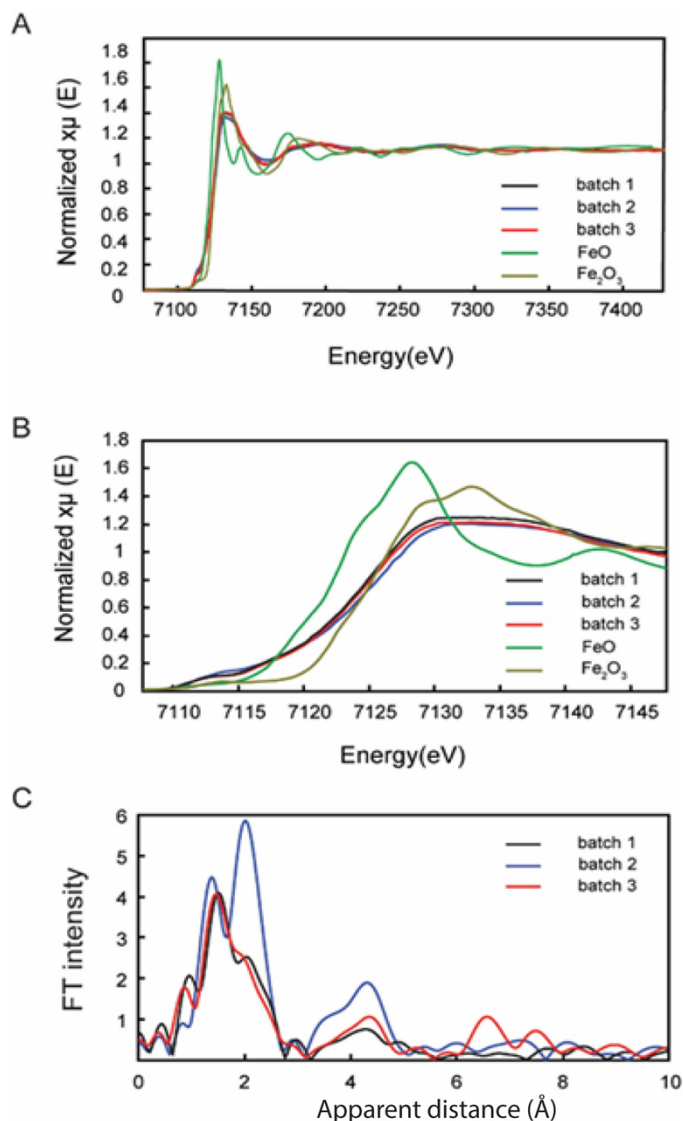 A
Normalized xμ (E)
1.8
1.6
1.4
1.2
1
0.8
0.6
0.4
0.2
0
batch 1
batch 2
batch 3
FeO
Fe₂O₃
7100 7150 7200 7250 7300 7350 7400
Energy(eV)
B
Normalized xμ (E)
1.8
1.6
1.4
1.2
1
0.8
0.6
0.4
0.2
0
batch 1
batch 2
batch 3
FeO
Fe₂O₃
7110 7115 7120 7125 7128 7130 7135 7142 7145
Energy(eV)
C
FT intensity
6
5
4
3
2
1
batch 1
batch 2
batch 3
0 2 4 6 8 10
Apparent distance (Å)